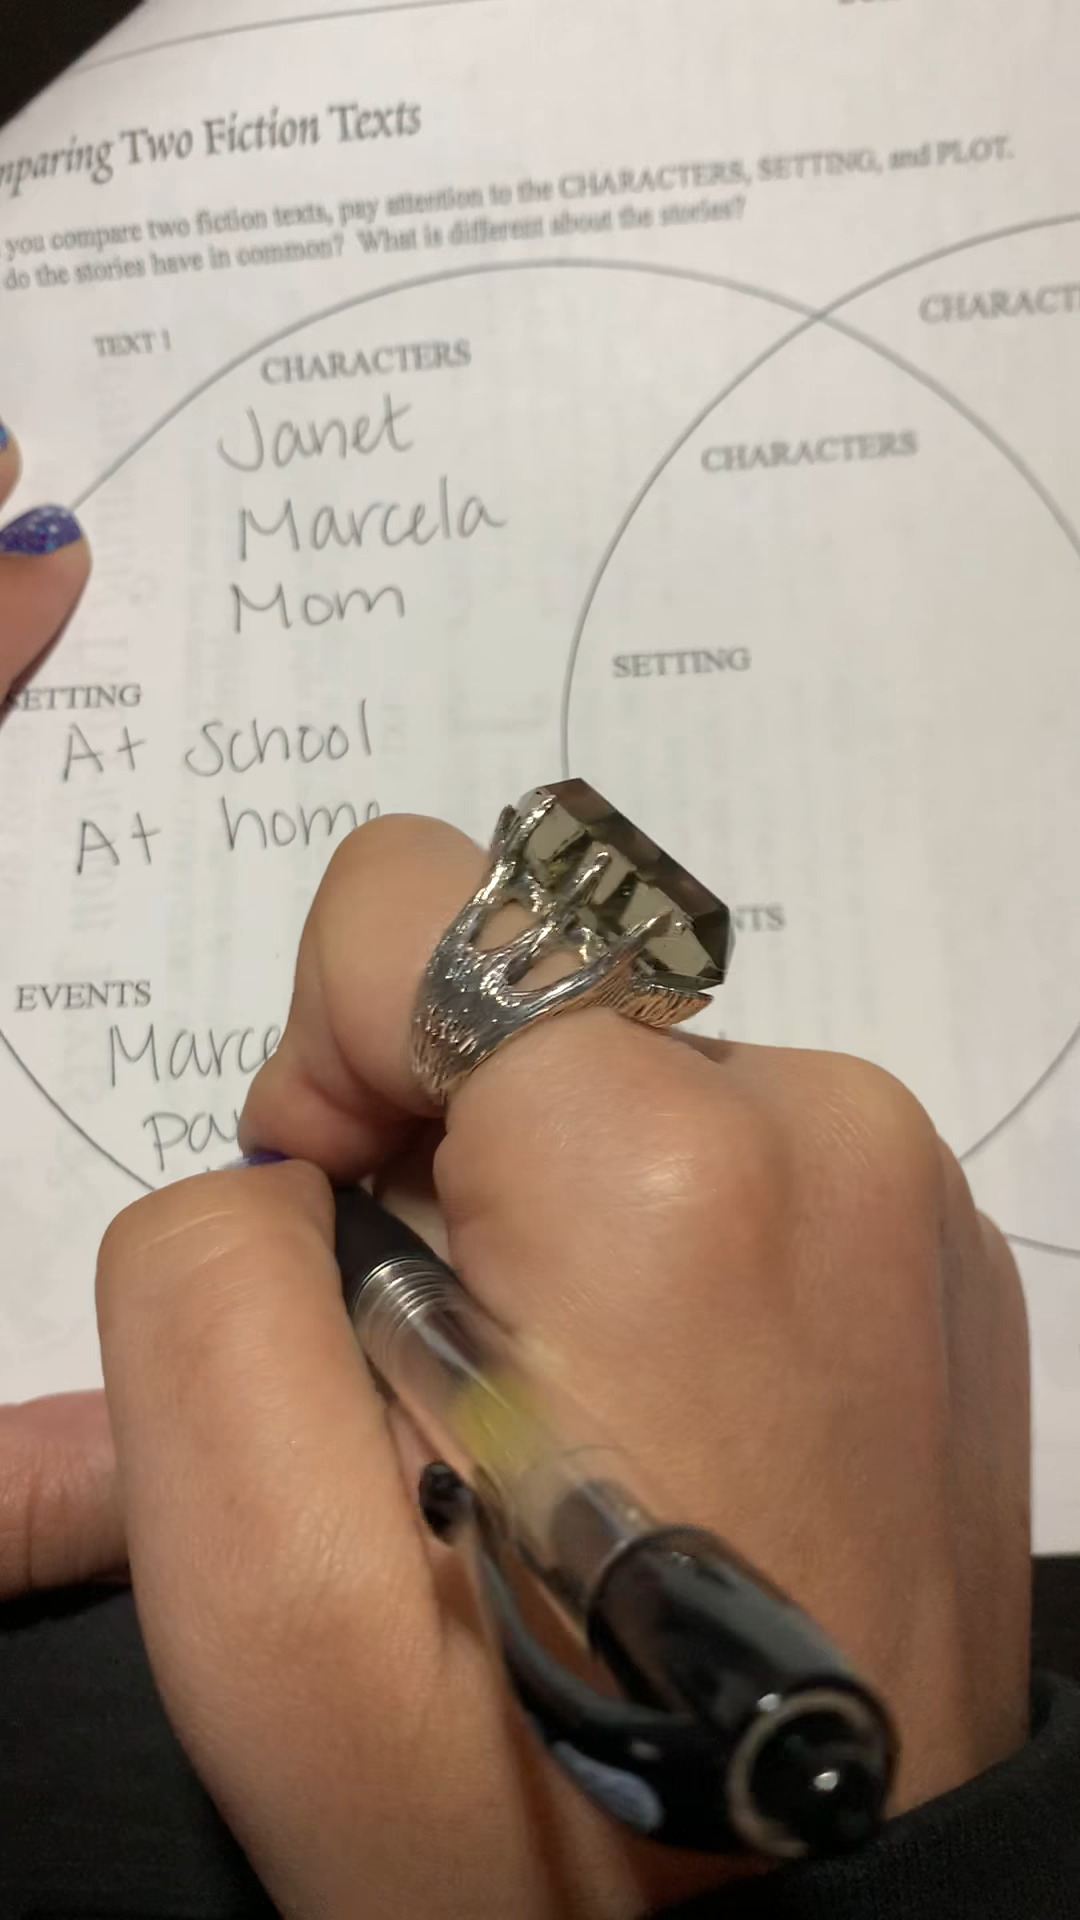 Two Fiction Texts
you compare two fiction texts, pay attention to the CHARACTERS, SETTING, and PLOT.
do the stories have in common? What is different about the stories?
TEXT 1
CHARACTERS
Janet
Marcela
Mom
SETTING
At school
At home
EVENTS
CHARACTERS
SETTING